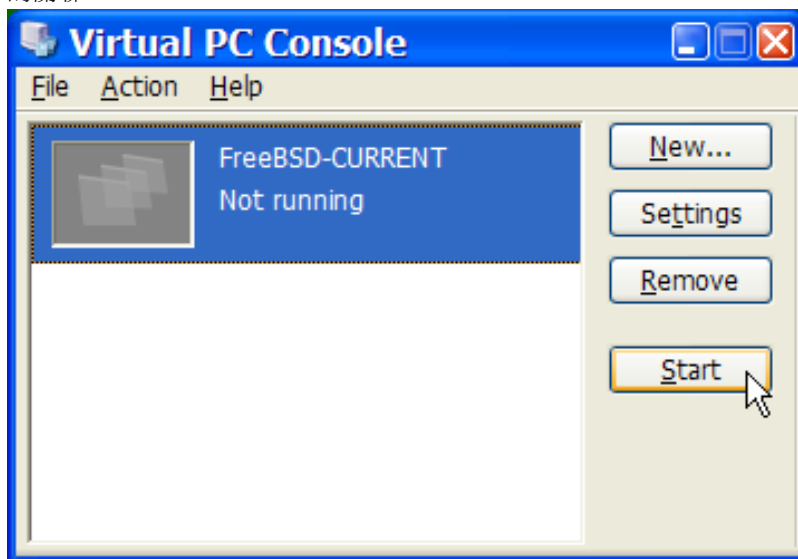 Virtual PC Console
File Action Help
FreeBSD-CURRENT
Not running
New...
Settings
Remove
Start